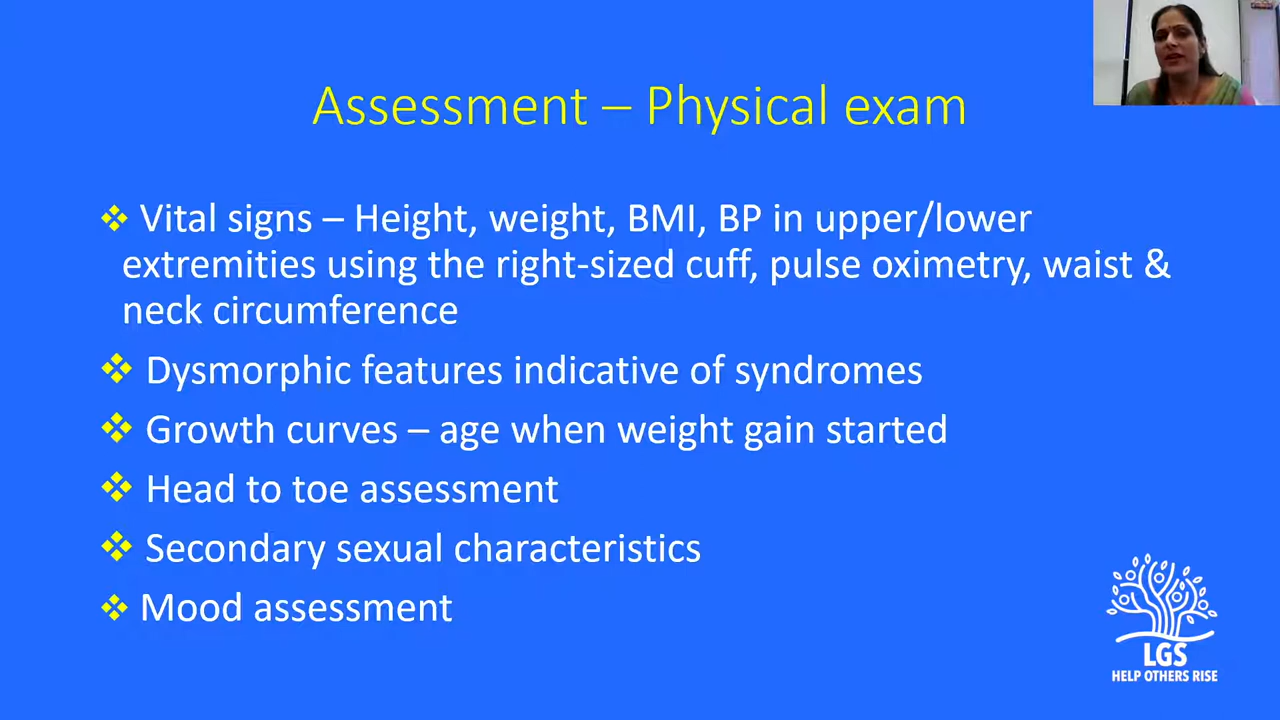 Assessment – Physical exam
❖ Vital signs – Height, weight, BMI, BP in upper/lower
extremities using the right-sized cuff, pulse oximetry, waist &
neck circumference
❖ Dysmorphic features indicative of syndromes
❖ Growth curves – age when weight gain started
❖ Head to toe assessment
❖ Secondary sexual characteristics
❖ Mood assessment
LGS
HELP OTHERS RISE